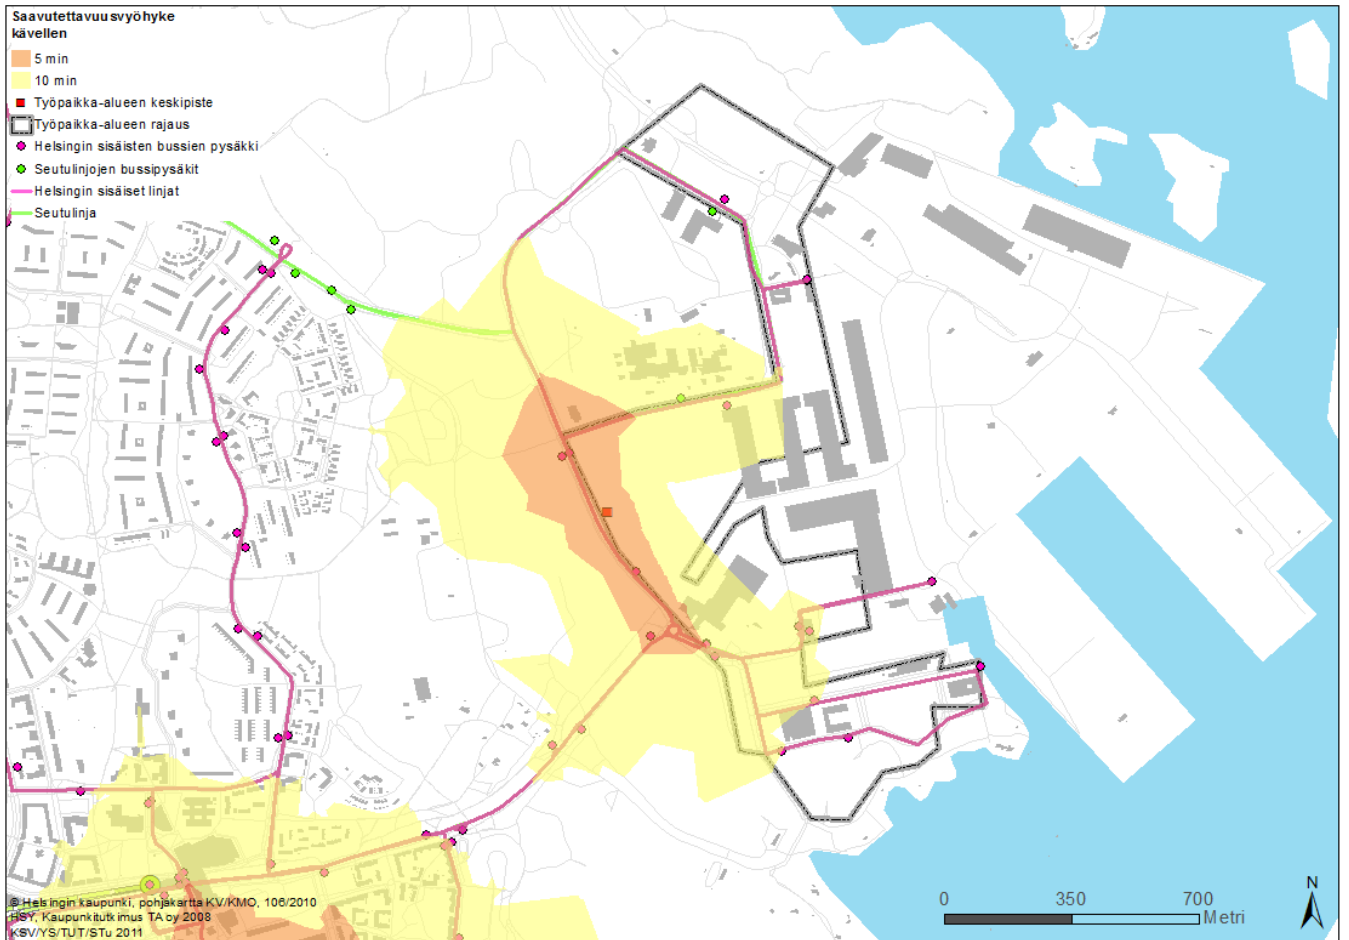 Saavutettavuusvyöhyke
kävellen
5 min
10 min
Työpaikka-alueen keskipiste
Työpaikka-alueen rajaus
Helsingin sisäisten bussien pysäkki
Seutulinjojen bussipysäkit
Helsingin sisäiset linjat
Seutulinja
© Helsingin kaupunki, pohjakartta KV/KMO, 106/2010
HSY, Kaupunkitutkimus TA oy 2008
KSV/YS/TUT/STu 2011
0 350 700
Metri
N